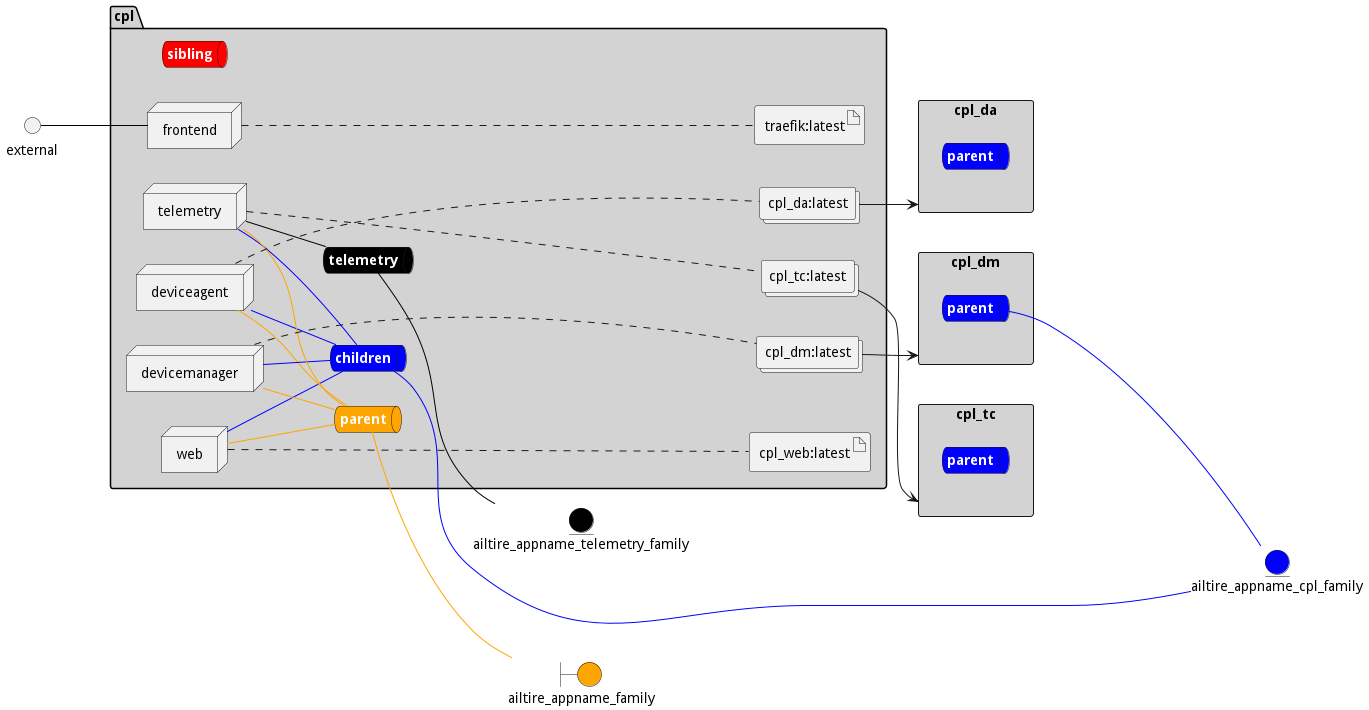 cpl
sibling
frontend
traefik:latest
external
cpl_da
parent
telemetry
cpl_da:latest
telemetry
cpl_tc:latest
deviceagent
cpl_dm
parent
children
cpl_dm:latest
devicemanager
parent
cpl_tc
parent
web
cpl_web:latest
ailtire_appname_telemetry_family
ailtire_appname_cpl_family
ailtire_appname_family